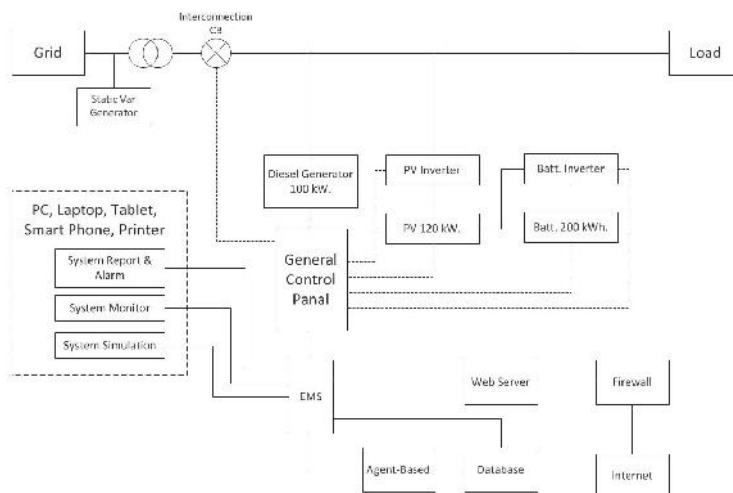 Interconnection
CB
Grid
Load
Static Var
Generator
Diesel Generator
100 kW.
PV Inverter
Batt. Inverter
PV 120 kW.
Batt. 200 kWh.
PC, Laptop, Tablet,
Smart Phone, Printer
System Report &
Alarm
System Monitor
System Simulation
General
Control
Panal
EMS
Web Server
Firewall
Agent-Based
Database
Internet